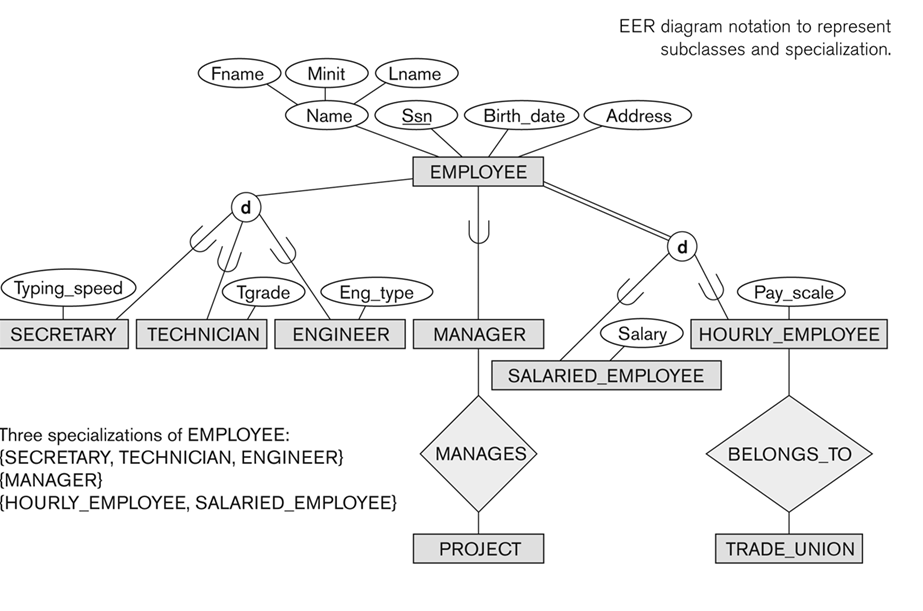 EER diagram notation to represent
subclasses and specialization.
Fname
Minit
Lname
Name
Ssn
Birth_date
Address
EMPLOYEE
d
d
Typing_speed
Tgrade
Eng_type
Pay_scale
SECRETARY
TECHNICIAN
ENGINEER
MANAGER
Salary
HOURLY_EMPLOYEE
SALARIED_EMPLOYEE
Three specializations of EMPLOYEE:
{SECRETARY, TECHNICIAN, ENGINEER}
{MANAGER}
{HOURLY_EMPLOYEE, SALARIED_EMPLOYEE}
MANAGES
BELONGS_TO
PROJECT
TRADE_UNION